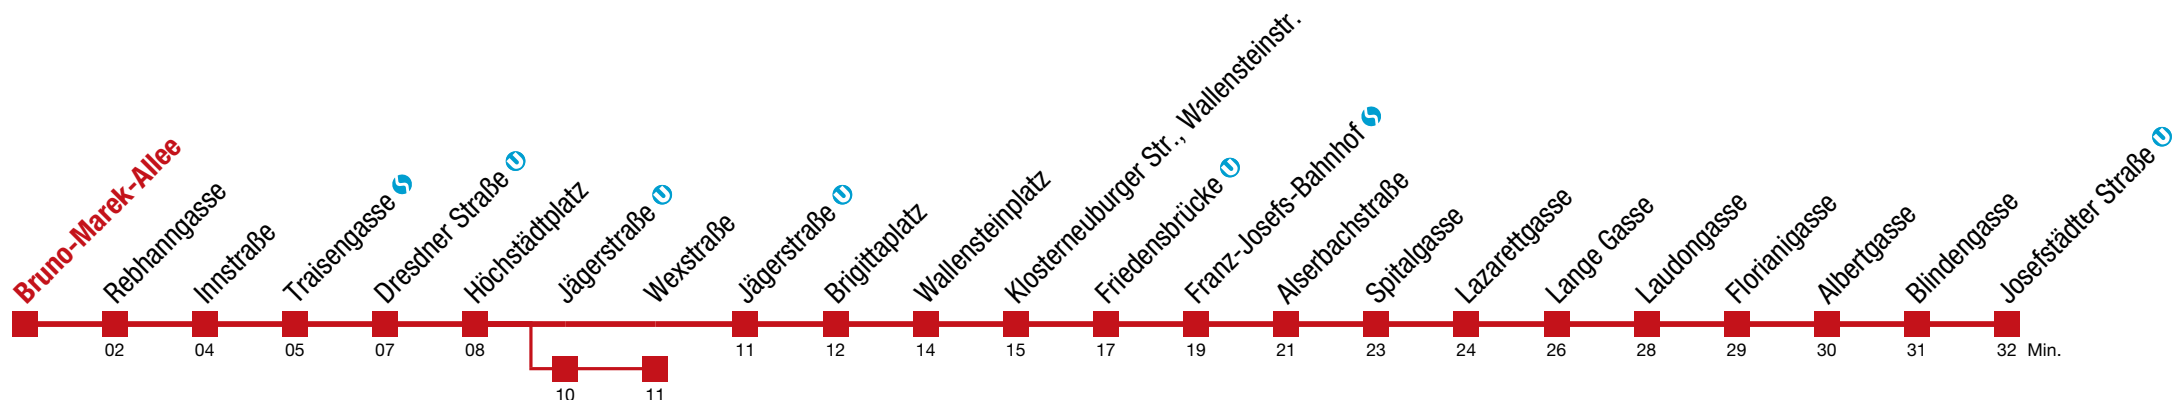 Bruno-Marek-Allee
Rebhanngasse
Innstraße
Traisengasse
Dresdner Straße
Höchstädtplatz
Jägerstraße
Wexstraße
Jägerstraße
Brigittaplatz
Wallensteinplatz
Klosterneuburger Str., Wallensteinstr.
Friedensbrücke
Franz-Josefs-Bahnhof
Alserbachstraße
Spitalgasse
Lazarettgasse
Lange Gasse
Laudongasse
Florianigasse
Albertgasse
Blindengasse
Josefstädter Straße
02 04 05 07 08 11 12 14 15 17 19 21 23 24 26 28 29 30 31 32 Min.
10 11